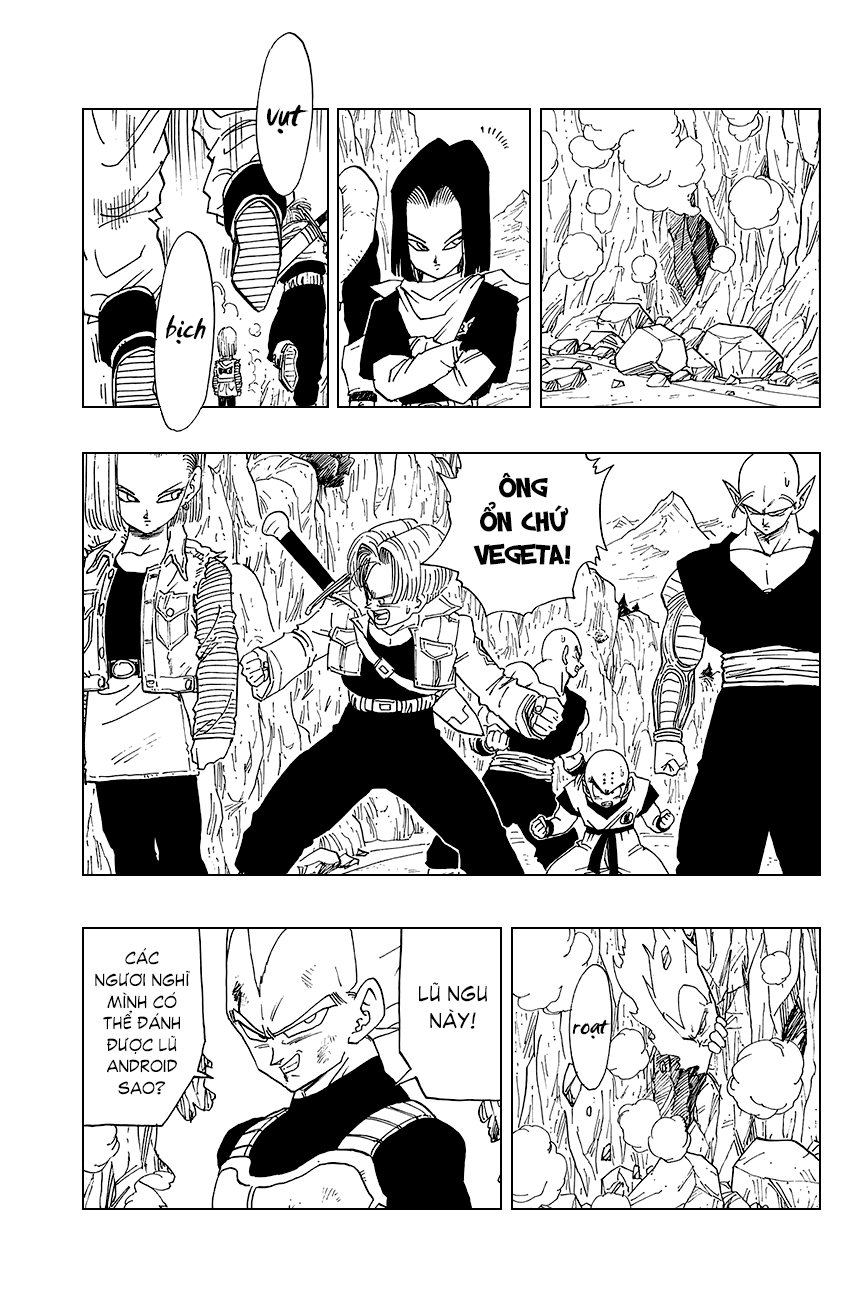 vụt
bịch
ÔNG
ỔN CHỨ
VEGETA!
roạt
LŨ NGU
NÀY!
CÁC
NGƯƠI NGHĨ
MÌNH CÓ
THỂ ĐÁNH
ĐƯỢC LŨ
ANDROID
SAO?